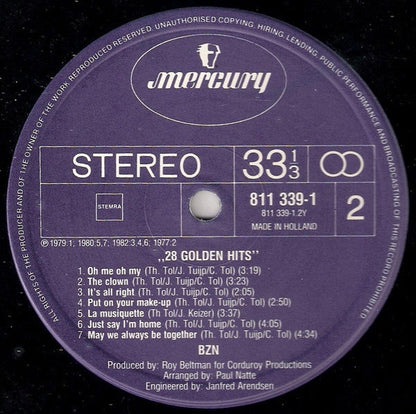 ALL RIGHTS OF THE PRODUCER AND OF THE OWNER OF THE WORK REPRODUCED RESERVED. UNAUTHORISED COPYING, HIRING, LENDING, PUBLIC PERFORMANCE AND BROADCASTING OF THIS RECORD PROHIBITED
mercury
STEREO
33 1/3
STEMRA
811 339-1
811 339-1.2Y
MADE IN HOLLAND
2
℗ 1979:1; 1980:5,7; 1982:3,4,6; 1977:2
,,28 GOLDEN HITS"
1. Oh me oh my (Th. Tol/J. Tuijp/C. Tol) (3:19)
2. The clown (Th. Tol/J. Tuijp/C. Tol) (3:23)
3. It's all right (Th. Tol/J. Tuijp/C. Tol) (3:05)
4. Put on your make-up (Th. Tol/J. Tuijp/C. Tol) (2:50)
5. La musiquette (Th. Tol/J. Keizer) (3:10)
6. Just say I'm home (Th. Tol/J. Tuijp/C. Tol) (4:05)
7. May we always be together (Th. Tol/J. Tuijp/C. Tol) (4:34)
BZN
Produced by: Roy Beltman for Corduroy Productions
Arranged by: Paul Natte
Engineered by: Janfred Arendsen